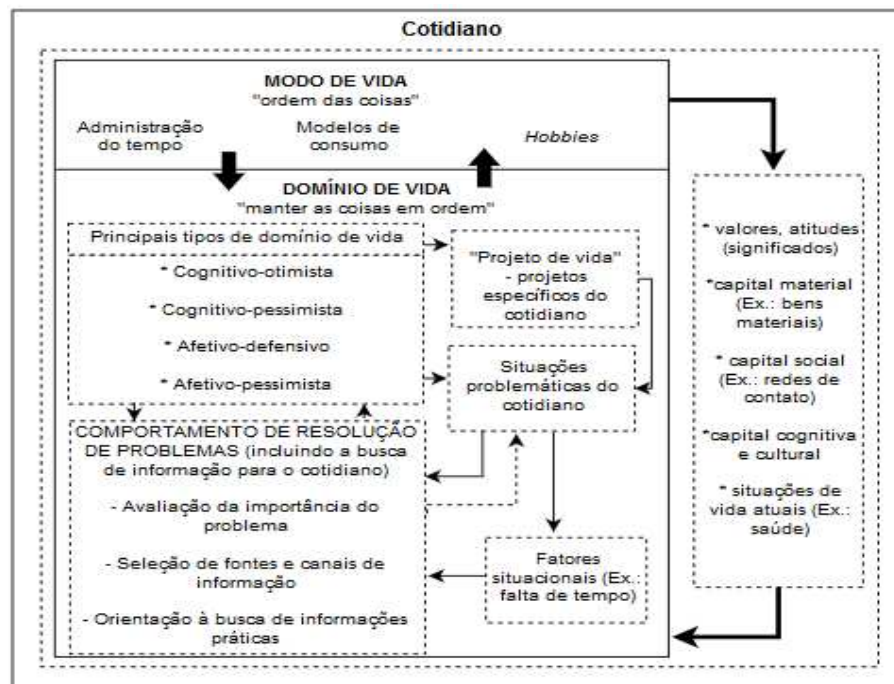 Cotidiano
MODO DE VIDA
"ordem das coisas"
Administração
do tempo
Modelos de
consumo
Hobbies
DOMÍNIO DE VIDA
"manter as coisas em ordem"
Principais tipos de domínio de vida
* Cognitivo-otimista
* Cognitivo-pessimista
* Afetivo-defensivo
* Afetivo-pessimista
"Projeto de vida"
- projetos
específicos do
cotidiano
Situações
problemáticas do
cotidiano
COMPORTAMENTO DE RESOLUÇÃO
DE PROBLEMAS (incluindo a busca
de informação para o cotidiano)
- Avaliação da importância do
problema
- Seleção de fontes e canais de
informação
- Orientação à busca de informações
práticas
Fatores
situacionais (Ex.:
falta de tempo)
* valores, atitudes
(significados)
*capital material
(Ex.: bens
materiais)
* capital social
(Ex.: redes de
contato)
*capital cognitiva
e cultural
* situações de
vida atuais (Ex.:
saúde)